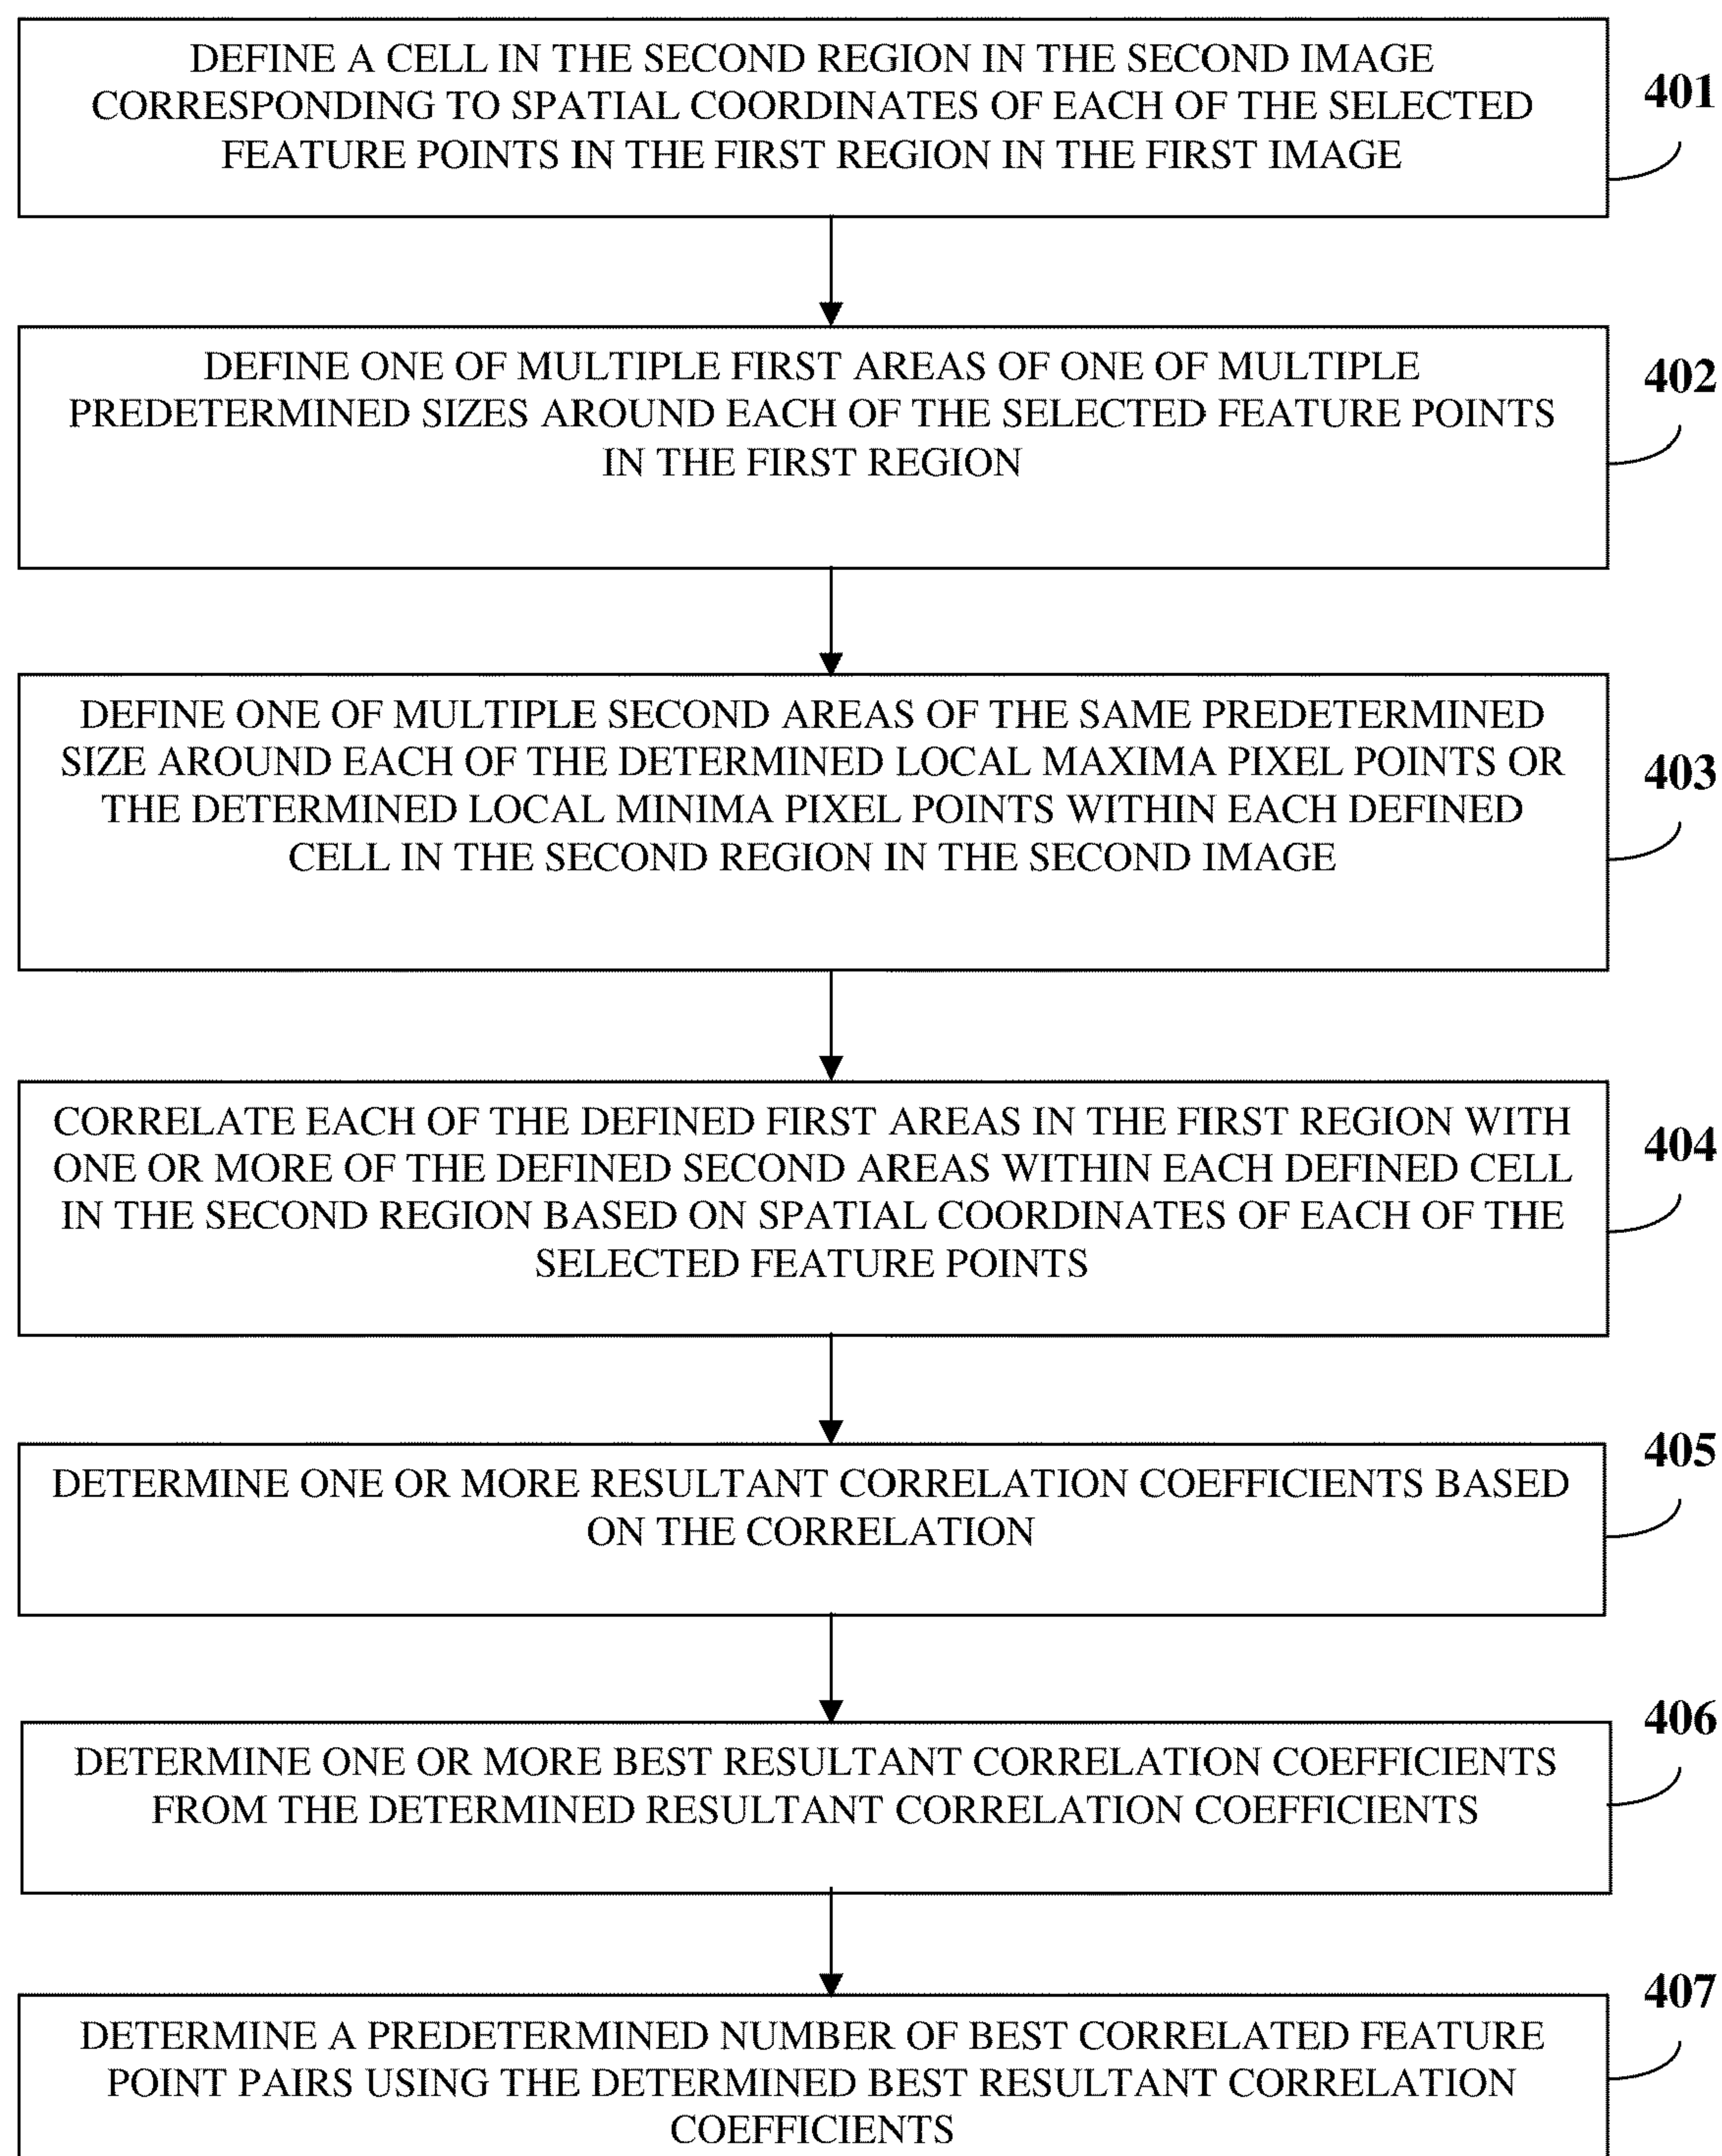 DEFINE A CELL IN THE SECOND REGION IN THE SECOND IMAGE
CORRESPONDING TO SPATIAL COORDINATES OF EACH OF THE SELECTED
FEATURE POINTS IN THE FIRST REGION IN THE FIRST IMAGE
401
DEFINE ONE OF MULTIPLE FIRST AREAS OF ONE OF MULTIPLE
PREDETERMINED SIZES AROUND EACH OF THE SELECTED FEATURE POINTS
IN THE FIRST REGION
402
DEFINE ONE OF MULTIPLE SECOND AREAS OF THE SAME PREDETERMINED
SIZE AROUND EACH OF THE DETERMINED LOCAL MAXIMA PIXEL POINTS OR
THE DETERMINED LOCAL MINIMA PIXEL POINTS WITHIN EACH DEFINED
CELL IN THE SECOND REGION IN THE SECOND IMAGE
403
CORRELATE EACH OF THE DEFINED FIRST AREAS IN THE FIRST REGION WITH
ONE OR MORE OF THE DEFINED SECOND AREAS WITHIN EACH DEFINED CELL
IN THE SECOND REGION BASED ON SPATIAL COORDINATES OF EACH OF THE
SELECTED FEATURE POINTS
404
DETERMINE ONE OR MORE RESULTANT CORRELATION COEFFICIENTS BASED
ON THE CORRELATION
405
DETERMINE ONE OR MORE BEST RESULTANT CORRELATION COEFFICIENTS
FROM THE DETERMINED RESULTANT CORRELATION COEFFICIENTS
406
DETERMINE A PREDETERMINED NUMBER OF BEST CORRELATED FEATURE
POINT PAIRS USING THE DETERMINED BEST RESULTANT CORRELATION
COEFFICIENTS
407